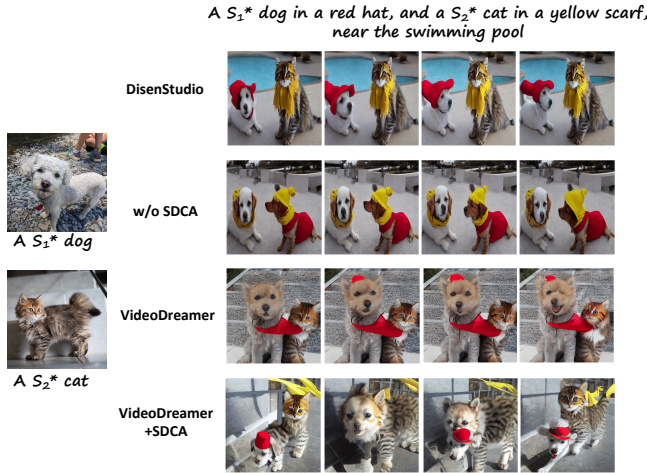 A S₁* dog in a red hat, and a S₂* cat in a yellow scarf,
near the swimming pool
DisenStudio
A S₁* dog
w/o SDCA
A S₂* cat
VideoDreamer
VideoDreamer
+SDCA